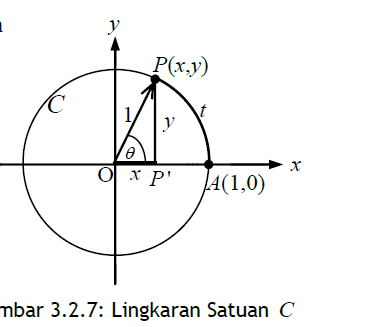 y
P(x,y)
C
t
1
y
θ
x
O
x
P'
A(1,0)
mbar 3.2.7: Lingkaran Satuan C